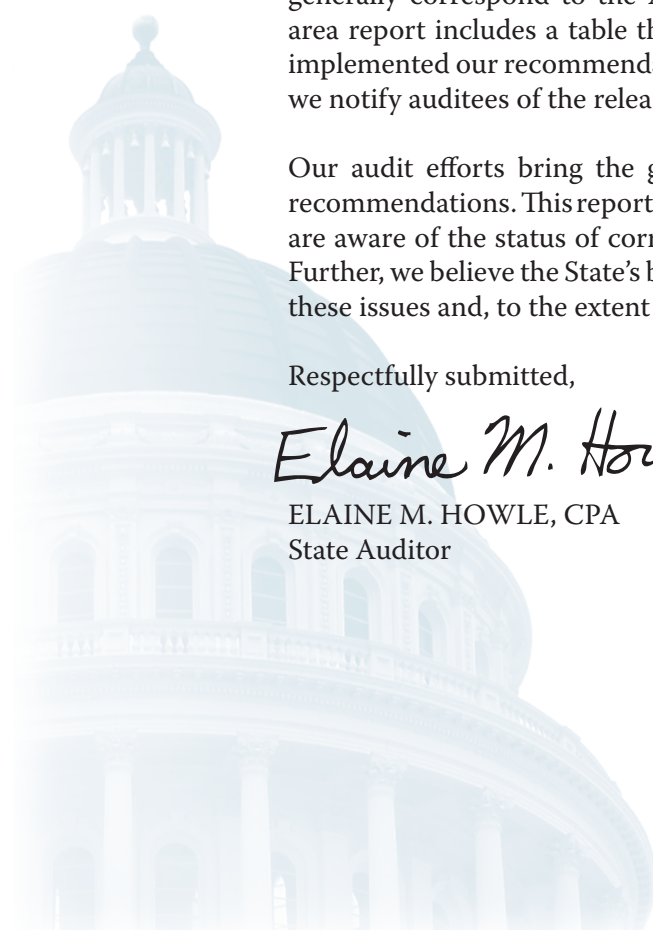 generally correspond to the
area report includes a table th
implemented our recommenda
we notify auditees of the relea
Our audit efforts bring the g
recommendations. This report
are aware of the status of corr
Further, we believe the State's b
these issues and, to the extent
Respectfully submitted,
Elaine M. How
ELAINE M. HOWLE, CPA
State Auditor